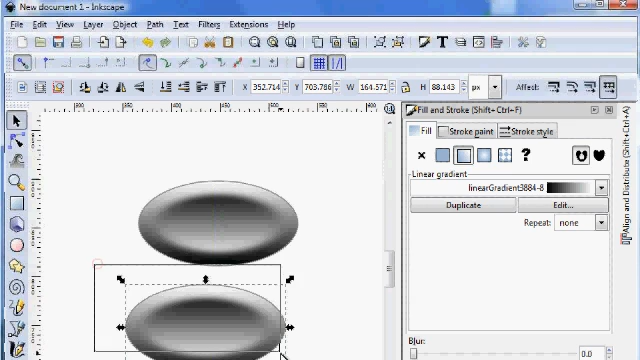 New document 1 - Inkscape
File Edit View Layer Object Path Text Filters Extensions Help
X 352.714 Y 703.786 W 164.571 H 88.143 px Affect:
Fill and Stroke (Shift+Ctrl+F)
Fill Stroke paint Stroke style
?
Linear gradient
linearGradient3884-8
Duplicate Edit...
Repeat: none
Blur:
0.0
Align and Distribute (Shift+Ctrl+A)